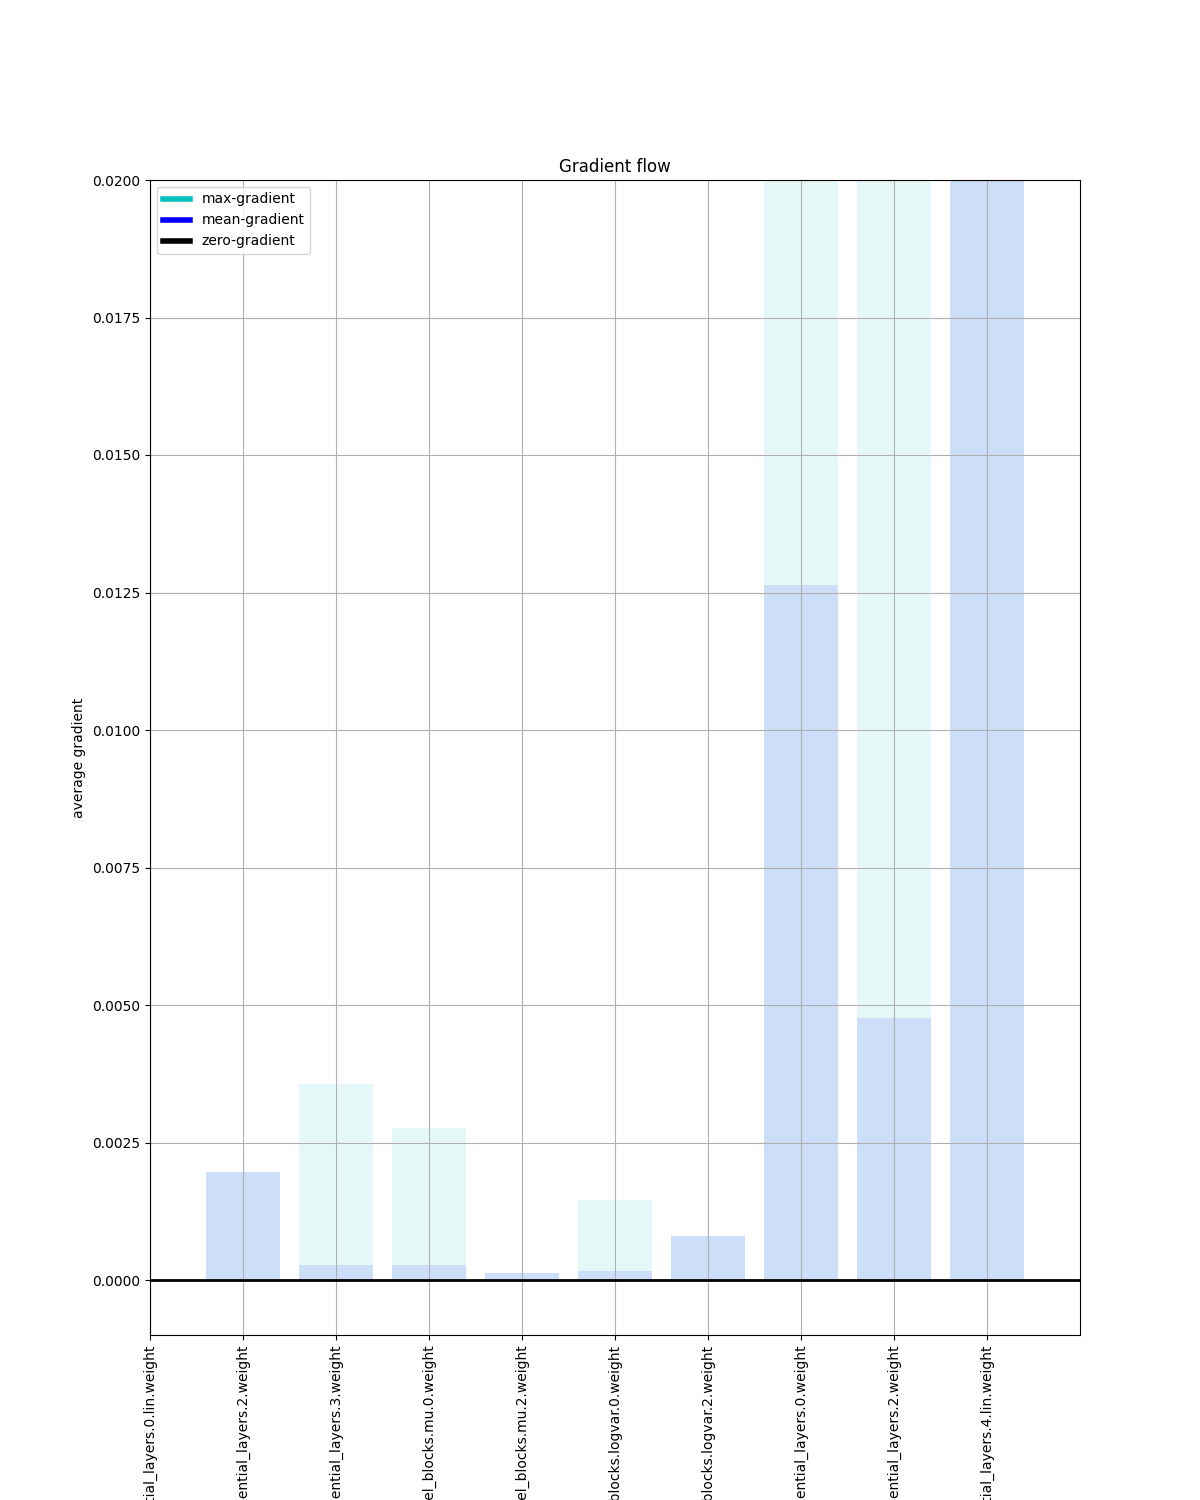 Gradient flow
max-gradient
mean-gradient
zero-gradient
0.0200
0.0175
0.0150
0.0125
0.0100
0.0075
0.0050
0.0025
0.0000
average gradient
tial_layers.0.lin.weight
ential_layers.2.weight
ential_layers.3.weight
el_blocks.mu.0.weight
el_blocks.mu.2.weight
blocks.logvar.0.weight
blocks.logvar.2.weight
ential_layers.0.weight
ential_layers.2.weight
tial_layers.4.lin.weight